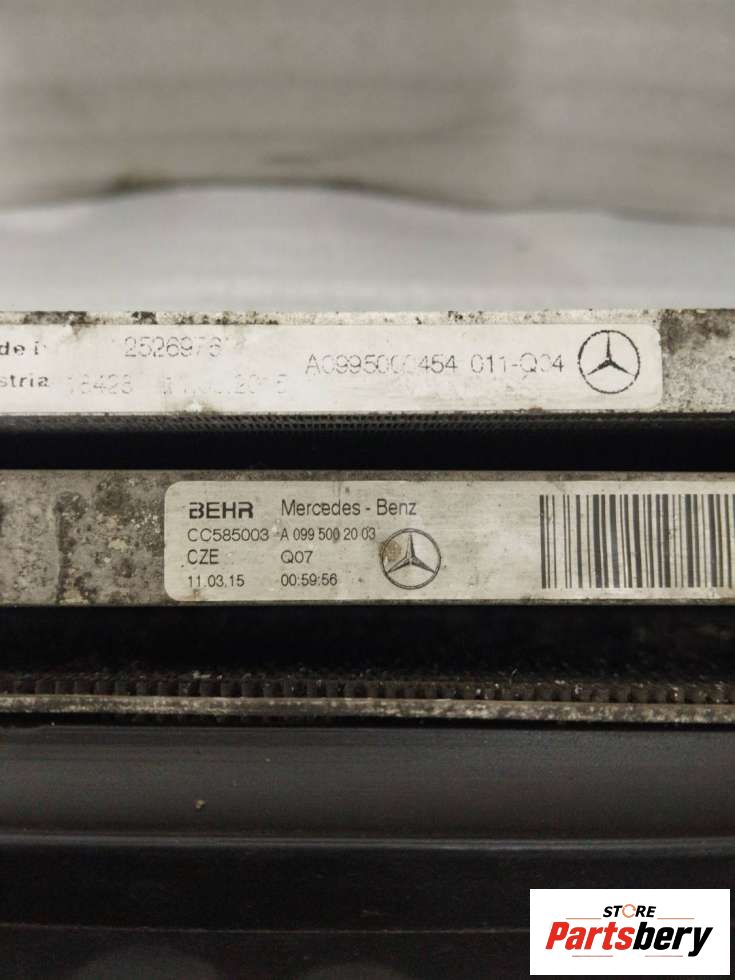 2526976
A0995000454 011-Q04
BEHR Mercedes-Benz
CC585003 A 099 500 20 03
CZE Q07
11.03.15 00:59:56
STORE
Partsbery